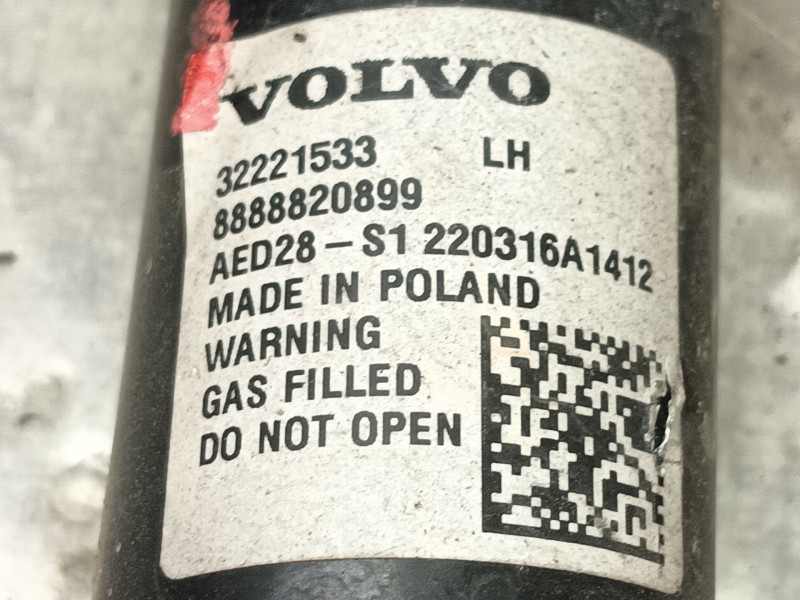 VOLVO
32221533 LH
8888820899
AED28-S1 220316A1412
MADE IN POLAND
WARNING
GAS FILLED
DO NOT OPEN